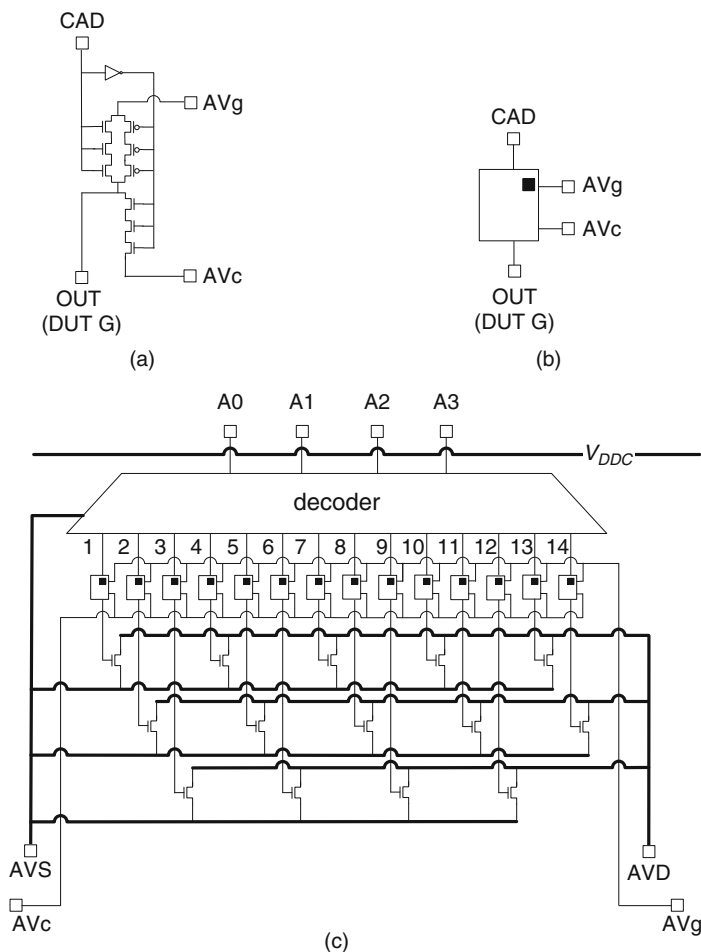 CAD
AVg
AVc
OUT
(DUT G)
(a)
CAD
AVg
AVc
OUT
(DUT G)
(b)
A0 A1 A2 A3
VDDC
decoder
1 2 3 4 5 6 7 8 9 10 11 12 13 14
AVS AVD
AVc AVg
(c)